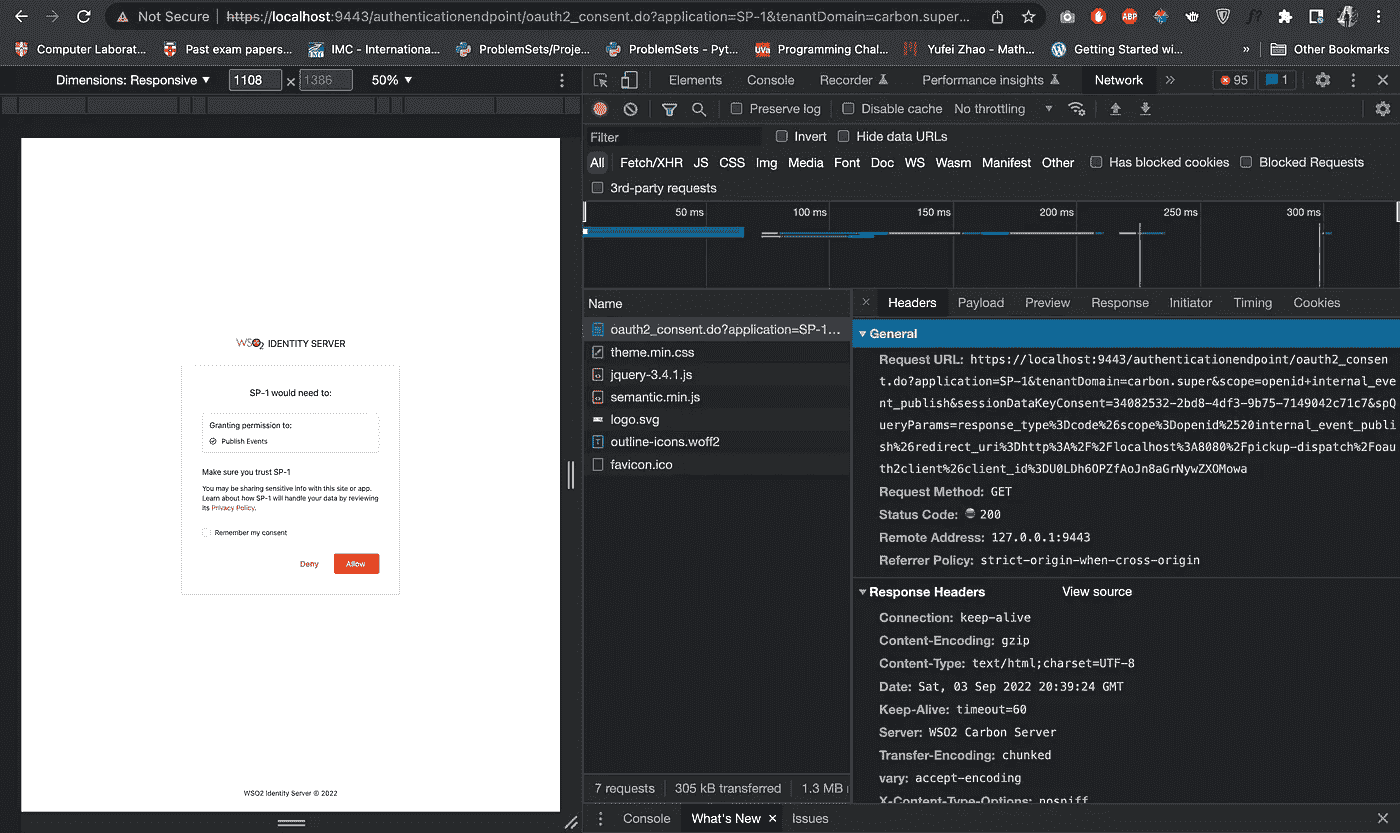 Not Secure | https://localhost:9443/authenticationendpoint/oauth2_consent.do?application=SP-1&tenantDomain=carbon.super...
Computer Laborat... Past exam papers... IMC - Internationa... ProblemSets/Proje... ProblemSets - Pyt... Programming Chal... Yufei Zhao – Math... Getting Started wi... » Other Bookmarks
Dimensions: Responsive ▼ 1108 × 1386 50% ▼
Elements Console Recorder Performance insights Network » 95 1
Preserve log Disable cache No throttling
Filter Invert Hide data URLs
All Fetch/XHR JS CSS Img Media Font Doc WS Wasm Manifest Other Has blocked cookies Blocked Requests
3rd-party requests
50 ms 100 ms 150 ms 200 ms 250 ms 300 ms
WSO2 IDENTITY SERVER
SP-1 would need to:
Granting permission to:
Publish Events
Make sure you trust SP-1
You may be sharing sensitive info with this site or app.
Learn about how SP-1 will handle your data by reviewing
its Privacy Policy.
Remember my consent
Deny Allow
WSO2 Identity Server © 2022
Name
oauth2_consent.do?application=SP-1...
theme.min.css
jquery-3.4.1.js
semantic.min.js
logo.svg
outline-icons.woff2
favicon.ico
7 requests 305 kB transferred 1.3 MB
Headers Payload Preview Response Initiator Timing Cookies
General
Request URL: https://localhost:9443/authenticationendpoint/oauth2_consen
t.do?application=SP-1&tenantDomain=carbon.super&scope=openid+internal_eve
nt_publish&sessionDataKeyConsent=34082532-2bd8-4df3-9b75-7149042c71c7&spQ
ueryParams=response_type%3Dcode%26scope%3Dopenid%2520internal_event_publi
sh%26redirect_uri%3Dhttp%3A%2F%2Flocalhost%3A8080%2Fpickup-dispatch%2Foau
th2client%26client_id%3DU0LDh6OPZfAoJn8aGrNywZXOMowa
Request Method: GET
Status Code: 200
Remote Address: 127.0.0.1:9443
Referrer Policy: strict-origin-when-cross-origin
Response Headers View source
Connection: keep-alive
Content-Encoding: gzip
Content-Type: text/html;charset=UTF-8
Date: Sat, 03 Sep 2022 20:39:24 GMT
Keep-Alive: timeout=60
Server: WSO2 Carbon Server
Transfer-Encoding: chunked
vary: accept-encoding
X-Content-Type-Options: nosniff
Console What's New × Issues